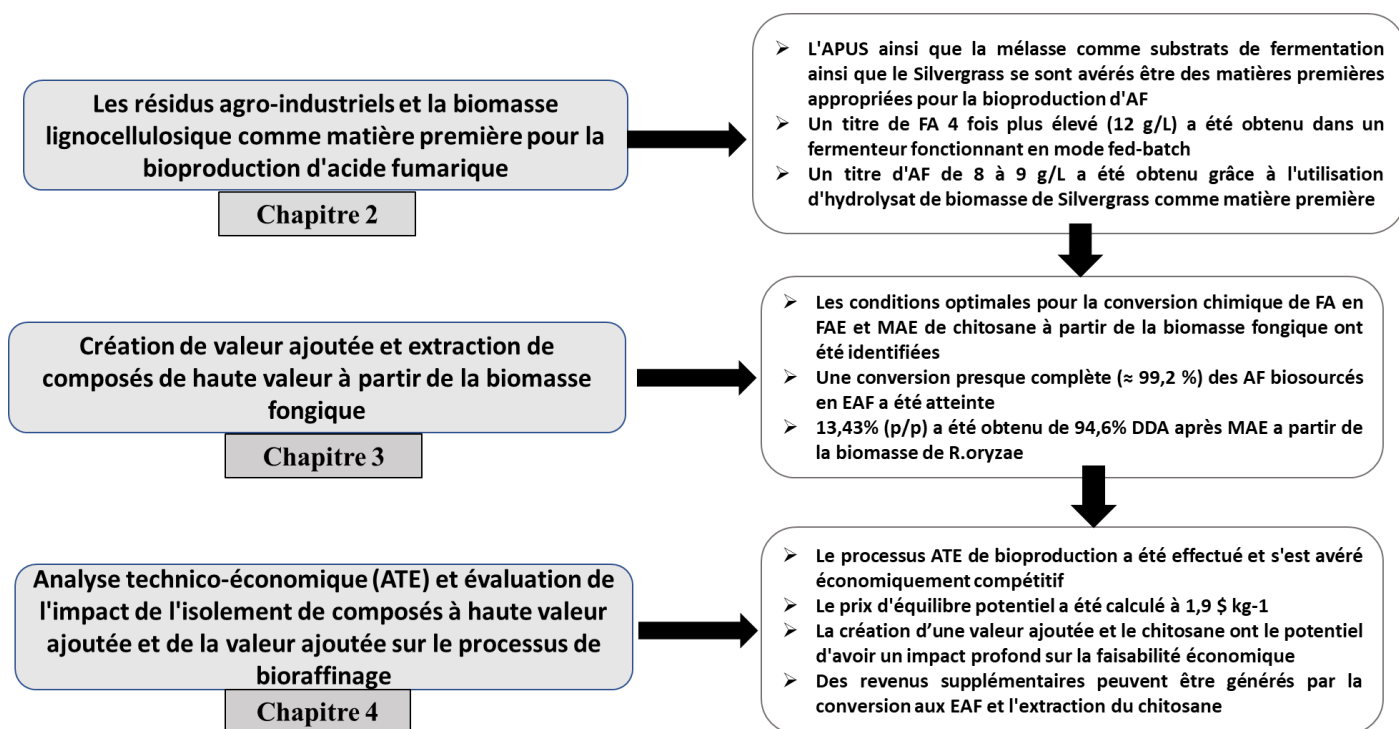 Les résidus agro-industriels et la biomasse
lignocellulosique comme matière première pour la
bioproduction d'acide fumarique
Chapitre 2
➢ L'APUS ainsi que la mélasse comme substrats de fermentation
ainsi que le Silvergrass se sont avérés être des matières premières
appropriées pour la bioproduction d'AF
➢ Un titre de FA 4 fois plus élevé (12 g/L) a été obtenu dans un
fermenteur fonctionnant en mode fed-batch
➢ Un titre d'AF de 8 à 9 g/L a été obtenu grâce à l'utilisation
d'hydrolysat de biomasse de Silvergrass comme matière première
Création de valeur ajoutée et extraction de
composés de haute valeur à partir de la biomasse
fongique
Chapitre 3
➢ Les conditions optimales pour la conversion chimique de FA en
FAE et MAE de chitosane à partir de la biomasse fongique ont
été identifiées
➢ Une conversion presque complète (≈ 99,2 %) des AF biosourcés
en EAF a été atteinte
➢ 13,43% (p/p) a été obtenu de 94,6% DDA après MAE a partir de
la biomasse de R.oryzae
Analyse technico-économique (ATE) et évaluation de
l'impact de l'isolement de composés à haute valeur
ajoutée et de la valeur ajoutée sur le processus de
bioraffinage
Chapitre 4
➢ Le processus ATE de bioproduction a été effectué et s'est avéré
économiquement compétitif
➢ Le prix d'équilibre potentiel a été calculé à 1,9 $ kg-1
➢ La création d’une valeur ajoutée et le chitosane ont le potentiel
d'avoir un impact profond sur la faisabilité économique
➢ Des revenus supplémentaires peuvent être générés par la
conversion aux EAF et l'extraction du chitosane